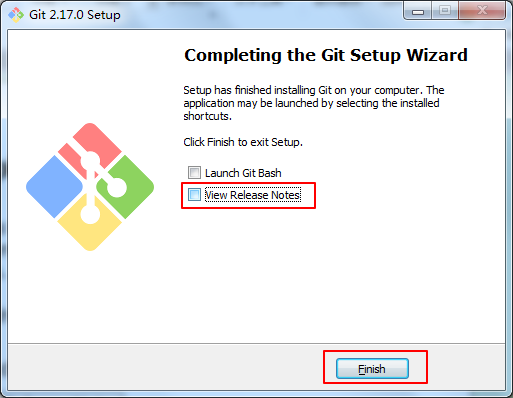 Git 2.17.0 Setup
Completing the Git Setup Wizard
Setup has finished installing Git on your computer. The
application may be launched by selecting the installed
shortcuts.
Click Finish to exit Setup.
Launch Git Bash
View Release Notes
Finish